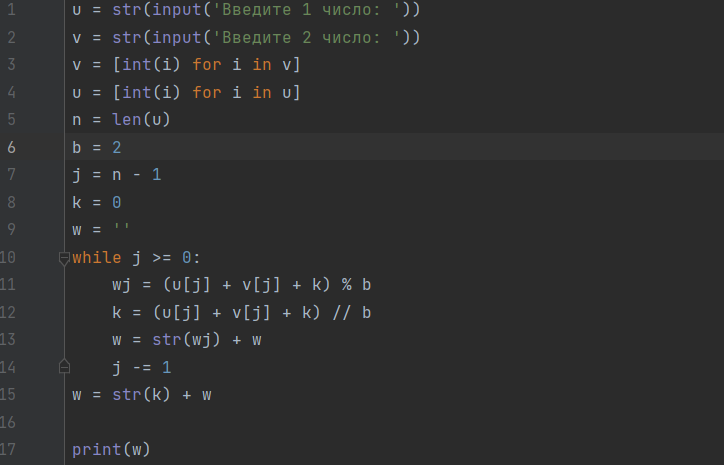 1 u = str(input('Введите 1 число: '))
2 v = str(input('Введите 2 число: '))
3 v = [int(i) for i in v]
4 u = [int(i) for i in u]
5 n = len(u)
6 b = 2
7 j = n - 1
8 k = 0
9 w = ''
10 while j >= 0:
11     wj = (u[j] + v[j] + k) % b
12     k = (u[j] + v[j] + k) // b
13     w = str(wj) + w
14     j -= 1
15 w = str(k) + w
16
17 print(w)